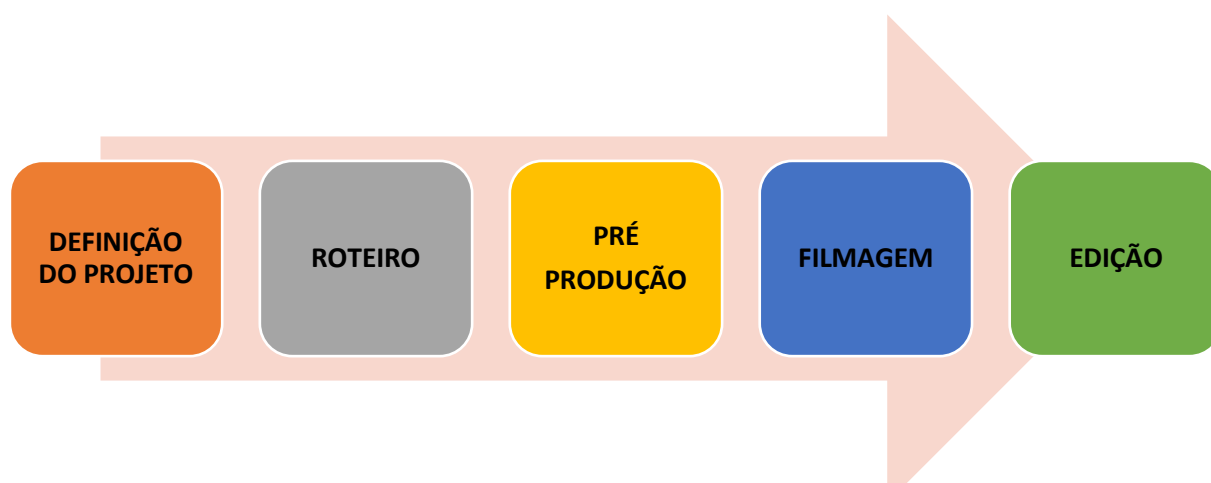 DEFINIÇÃO
DO PROJETO
ROTEIRO
PRÉ
PRODUÇÃO
FILMAGEM
EDIÇÃO